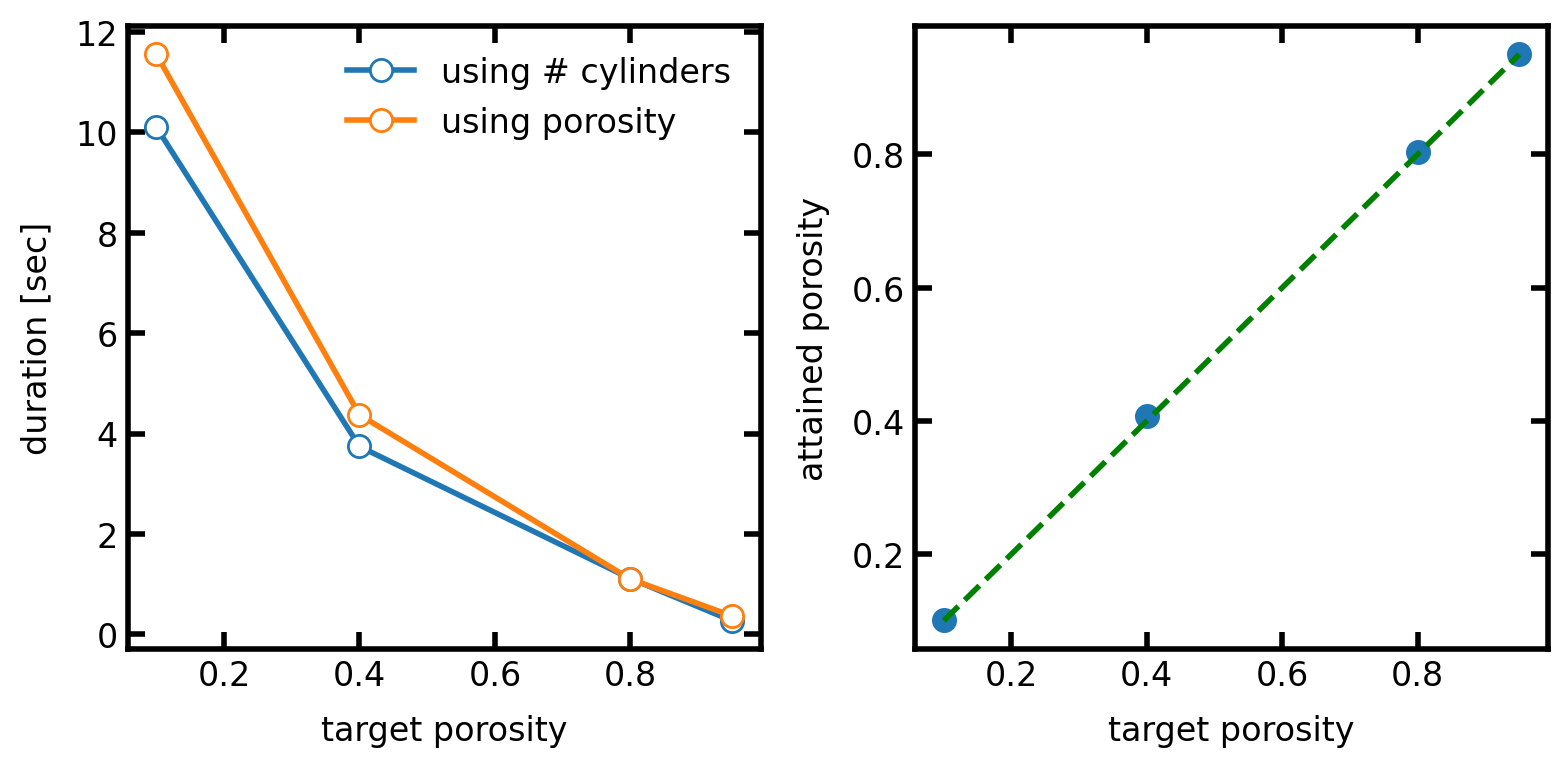 12
10
8
6
4
2
0
duration [sec]
using # cylinders
using porosity
0.2 0.4 0.6 0.8
target porosity
0.8
0.6
0.4
0.2
attained porosity
0.2 0.4 0.6 0.8
target porosity